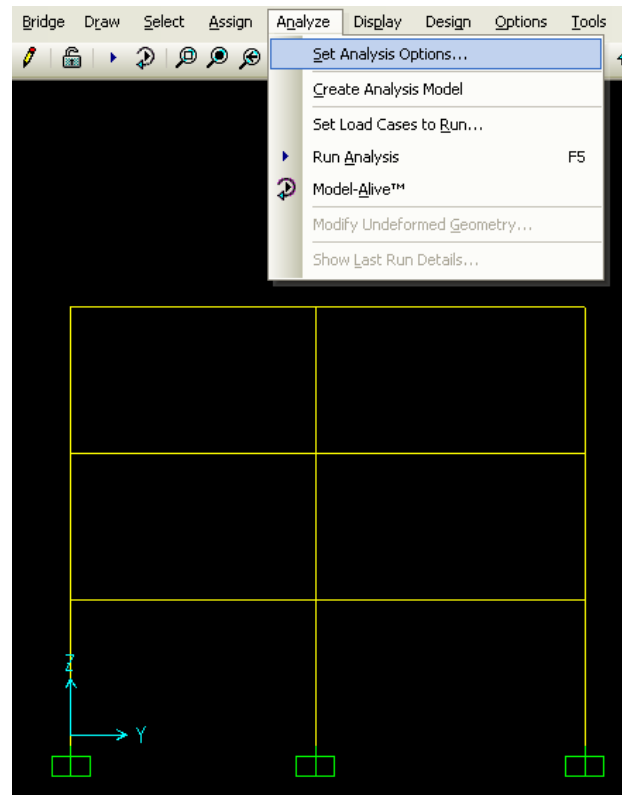 Bridge Draw Select Assign Analyze Display Design Options Tools
Set Analysis Options...
Create Analysis Model
Set Load Cases to Run...
Run Analysis F5
Model-Alive™
Modify Undeformed Geometry...
Show Last Run Details...
Z
Y